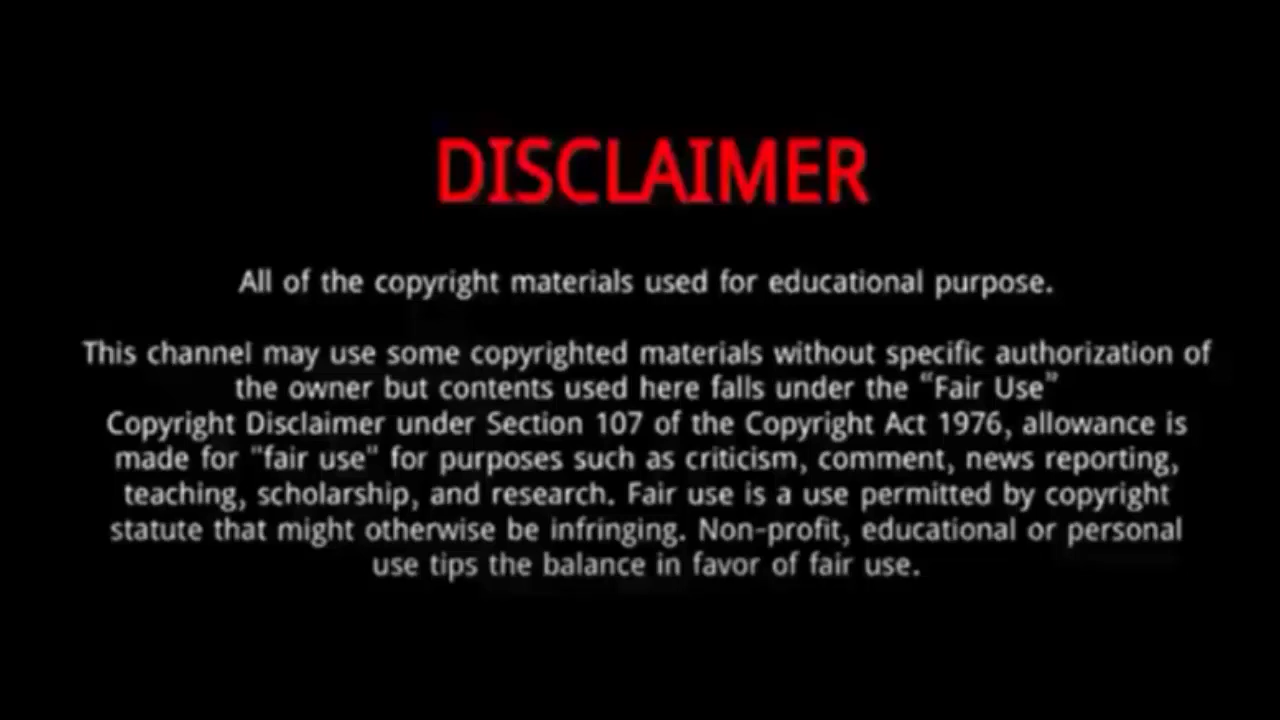 DISCLAIMER
All of the copyright materials used for educational purpose.
This channel may use some copyrighted materials without specific authorization of
the owner but contents used here falls under the “Fair Use”
Copyright Disclaimer under Section 107 of the Copyright Act 1976, allowance is
made for "fair use" for purposes such as criticism, comment, news reporting,
teaching, scholarship, and research. Fair use is a use permitted by copyright
statute that might otherwise be infringing. Non-profit, educational or personal
use tips the balance in favor of fair use.